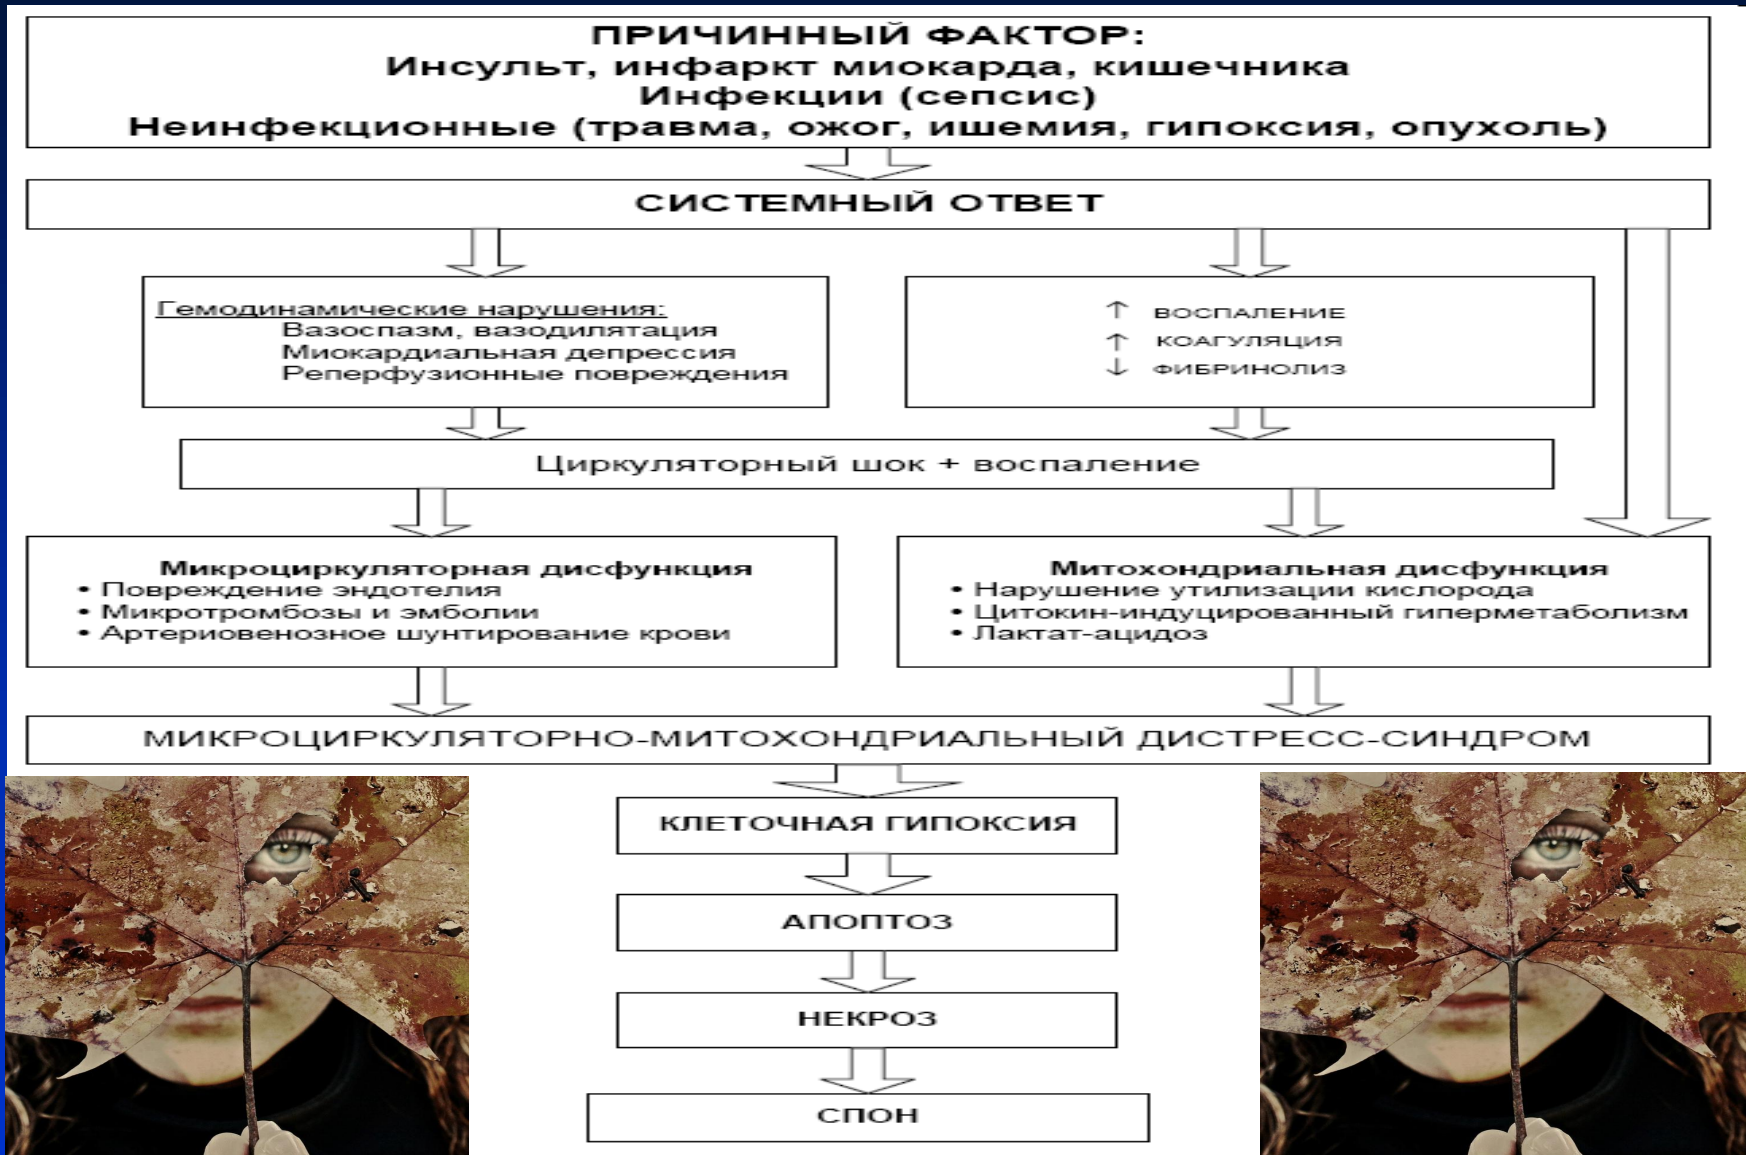 ПРИЧИННЫЙ ФАКТОР:
Инсульт, инфаркт миокарда, кишечника
Инфекции (сепсис)
Неинфекционные (травма, ожог, ишемия, гипоксия, опухоль)
СИСТЕМНЫЙ ОТВЕТ
Гемодинамические нарушения:
Вазоспазм, вазодилятация
Миокардиальная депрессия
Реперфузионные повреждения
↑ ВОСПАЛЕНИЕ
↑ КОАГУЛЯЦИЯ
↓ ФИБРИНОЛИЗ
Циркуляторный шок + воспаление
Микроциркуляторная дисфункция
• Повреждение эндотелия
• Микротромбозы и эмболии
• Артериовенозное шунтирование крови
Митохондриальная дисфункция
• Нарушение утилизации кислорода
• Цитокин-индуцированный гиперметаболизм
• Лактат-ацидоз
МИКРОЦИРКУЛЯТОРНО-МИТОХОНДРИАЛЬНЫЙ ДИСТРЕСС-СИНДРОМ
КЛЕТОЧНАЯ ГИПОКСИЯ
АПОПТОЗ
НЕКРОЗ
СПОН